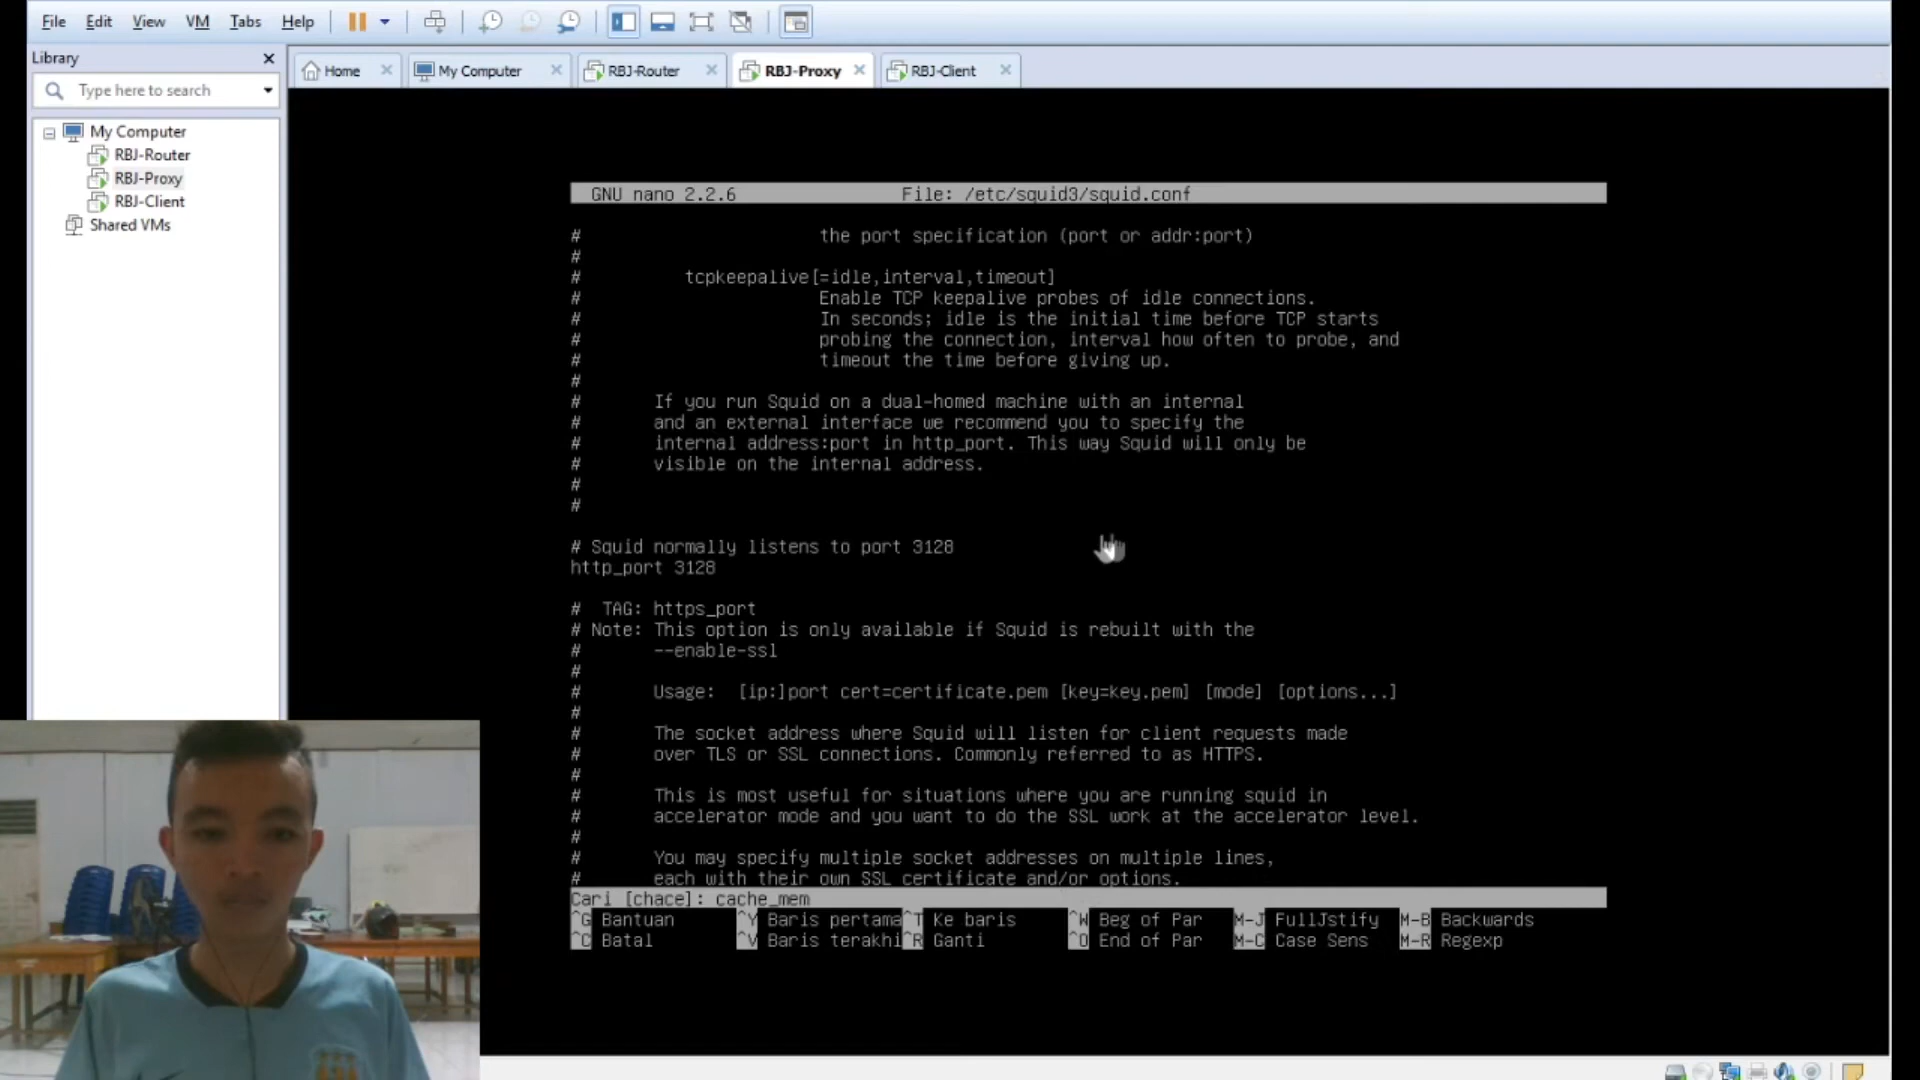 File Edit View VM Tabs Help
Library
Type here to search
My Computer
RBJ-Router
RBJ-Proxy
RBJ-Client
Shared VMs
Home My Computer RBJ-Router RBJ-Proxy RBJ-Client
GNU nano 2.2.6 File: /etc/squid3/squid.conf
# the port specification (port or addr:port)
#
# tcpkeepalive[=idle,interval,timeout]
# Enable TCP keepalive probes of idle connections.
# In seconds; idle is the initial time before TCP starts
# probing the connection, interval how often to probe, and
# timeout the time before giving up.
#
# If you run Squid on a dual-homed machine with an internal
# and an external interface we recommend you to specify the
# internal address:port in http_port. This way Squid will only be
# visible on the internal address.
#
#
# Squid normally listens to port 3128
http_port 3128
# TAG: https_port
# Note: This option is only available if Squid is rebuilt with the
# --enable-ssl
#
# Usage: [ip:]port cert=certificate.pem [key=key.pem] [mode] [options...]
#
# The socket address where Squid will listen for client requests made
# over TLS or SSL connections. Commonly referred to as HTTPS.
#
# This is most useful for situations where you are running squid in
# accelerator mode and you want to do the SSL work at the accelerator level.
#
# You may specify multiple socket addresses on multiple lines,
# each with their own SSL certificate and/or options.
Cari [chace]: cache_mem
^G Bantuan ^Y Baris pertama ^T Ke baris ^W Beg of Par M-J FullJstify M-B Backwards
^C Batal ^V Baris terakhi ^R Ganti ^O End of Par M-C Case Sens M-R Regexp